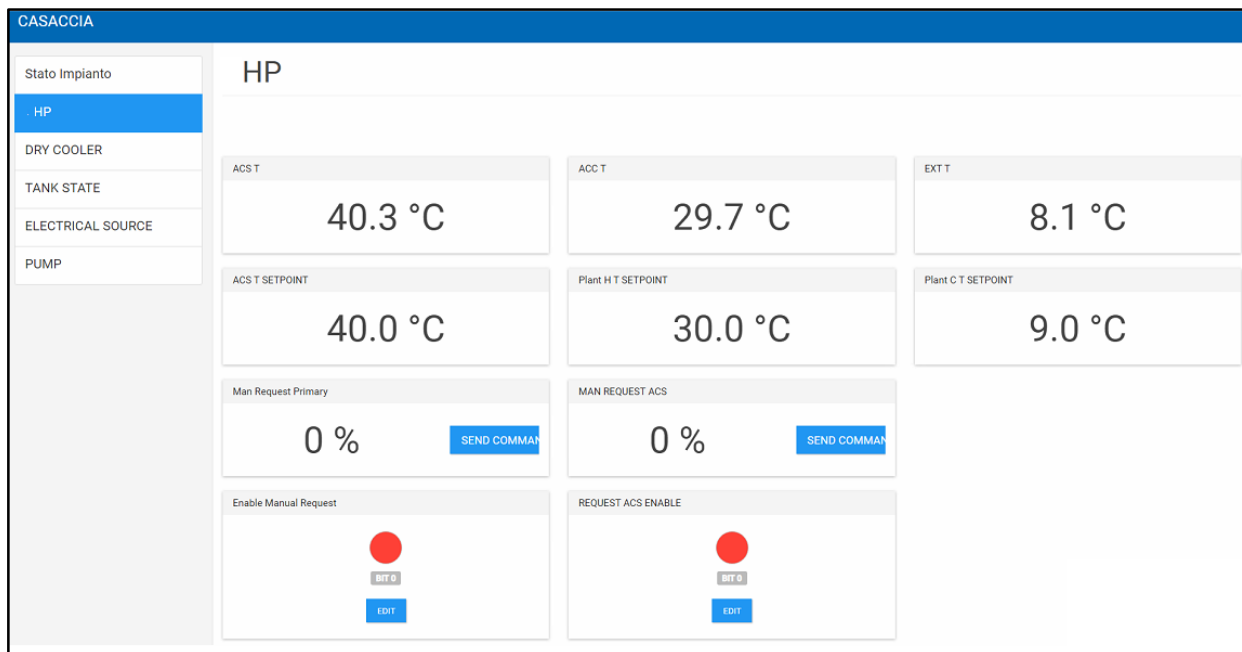 CASACCIA
Stato Impianto
. HP
DRY COOLER
TANK STATE
ELECTRICAL SOURCE
PUMP
HP
ACS T
40.3 °C
ACC T
29.7 °C
EXT T
8.1 °C
ACS T SETPOINT
40.0 °C
Plant H T SETPOINT
30.0 °C
Plant C T SETPOINT
9.0 °C
Man Request Primary
0 %
SEND COMMAN
MAN REQUEST ACS
0 %
SEND COMMAN
Enable Manual Request
BIT 0
EDIT
REQUEST ACS ENABLE
BIT 0
EDIT